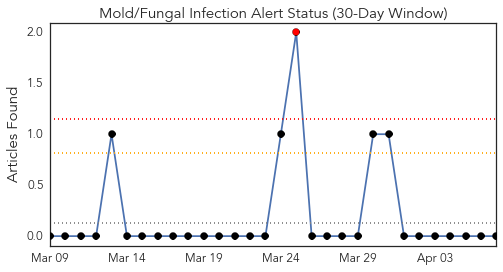 Mold/Fungal Infection Alert Status (30-Day Window)
Articles Found
2.0
1.5
1.0
0.5
0.0
Mar 09
Mar 14
Mar 19
Mar 24
Mar 29
Apr 03